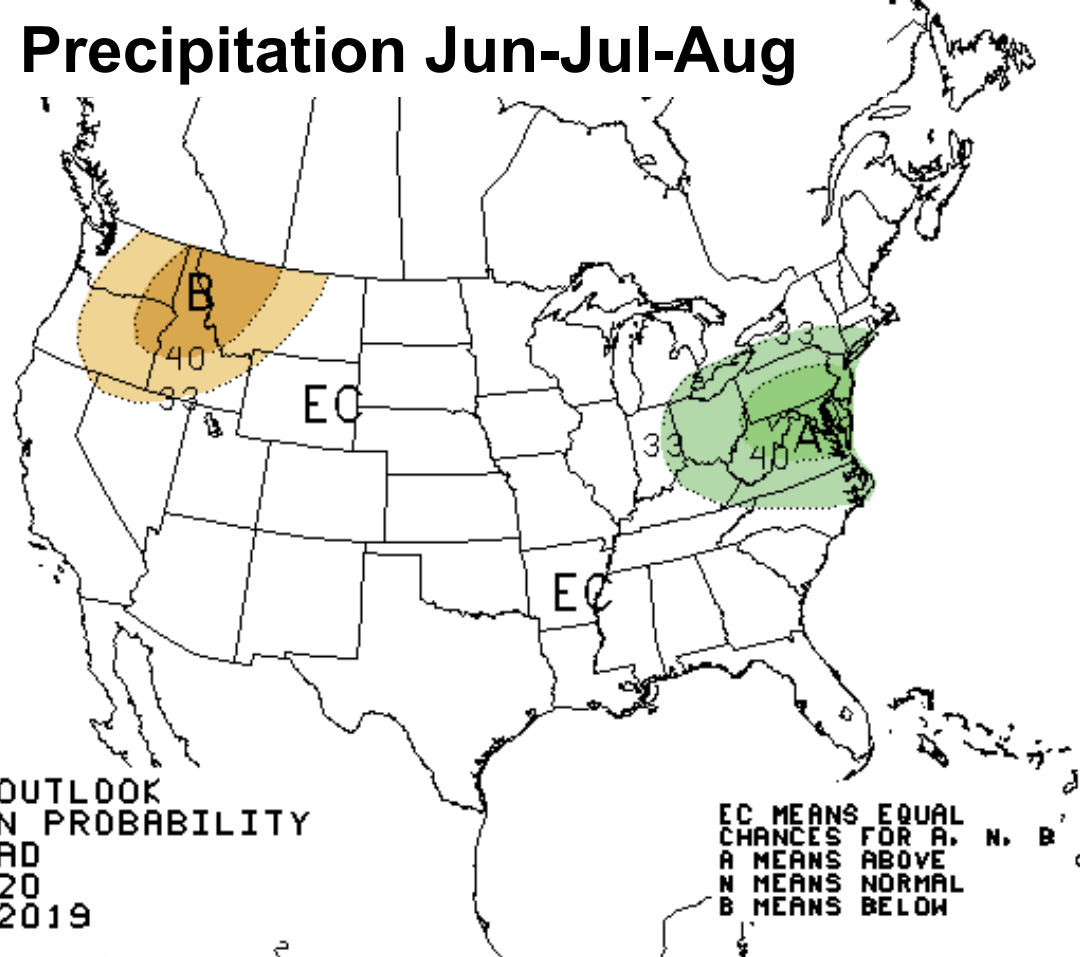 Precipitation Jun-Jul-Aug
B
33
40
33
EC
33
A
40
EC
OUTLOOK
N PROBABILITY
AD
20
2019
EC MEANS EQUAL
CHANCES FOR A, N, B
A MEANS ABOVE
N MEANS NORMAL
B MEANS BELOW